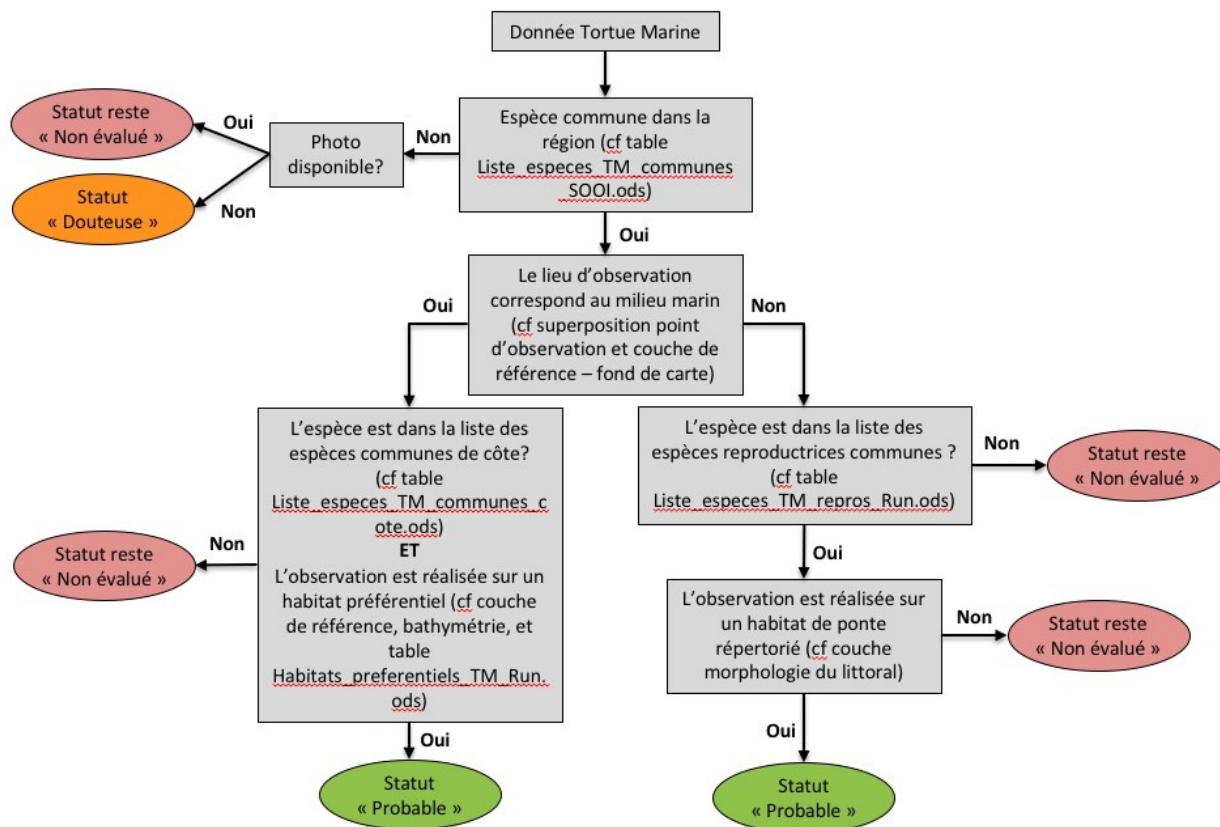 Donnée Tortue Marine
Statut reste
« Non évalué »
Oui
Photo
disponible?
Non
Espèce commune dans la
région (cf table
Liste_especes_TM_communes
_SOOI.ods)
Statut
« Douteuse »
Non
Oui
Oui
Le lieu d'observation
correspond au milieu marin
(cf superposition point
d'observation et couche de
référence – fond de carte)
Non
L'espèce est dans la liste des
espèces communes de côte?
(cf table
Liste_especes_TM_communes_c
ote.ods)
ET
L'observation est réalisée sur un
habitat préférentiel (cf couche
de référence, bathymétrie, et
table
Habitats_preferentiels_TM_Run.
ods)
Non
Statut reste
« Non évalué »
Oui
Statut
« Probable »
L'espèce est dans la liste des
espèces reproductrices communes ?
(cf table
Liste_especes_TM_repros_Run.ods)
Non
Statut reste
« Non évalué »
Oui
L'observation est réalisée sur
un habitat de ponte
répertorié (cf couche
morphologie du littoral)
Non
Statut reste
« Non évalué »
Oui
Statut
« Probable »